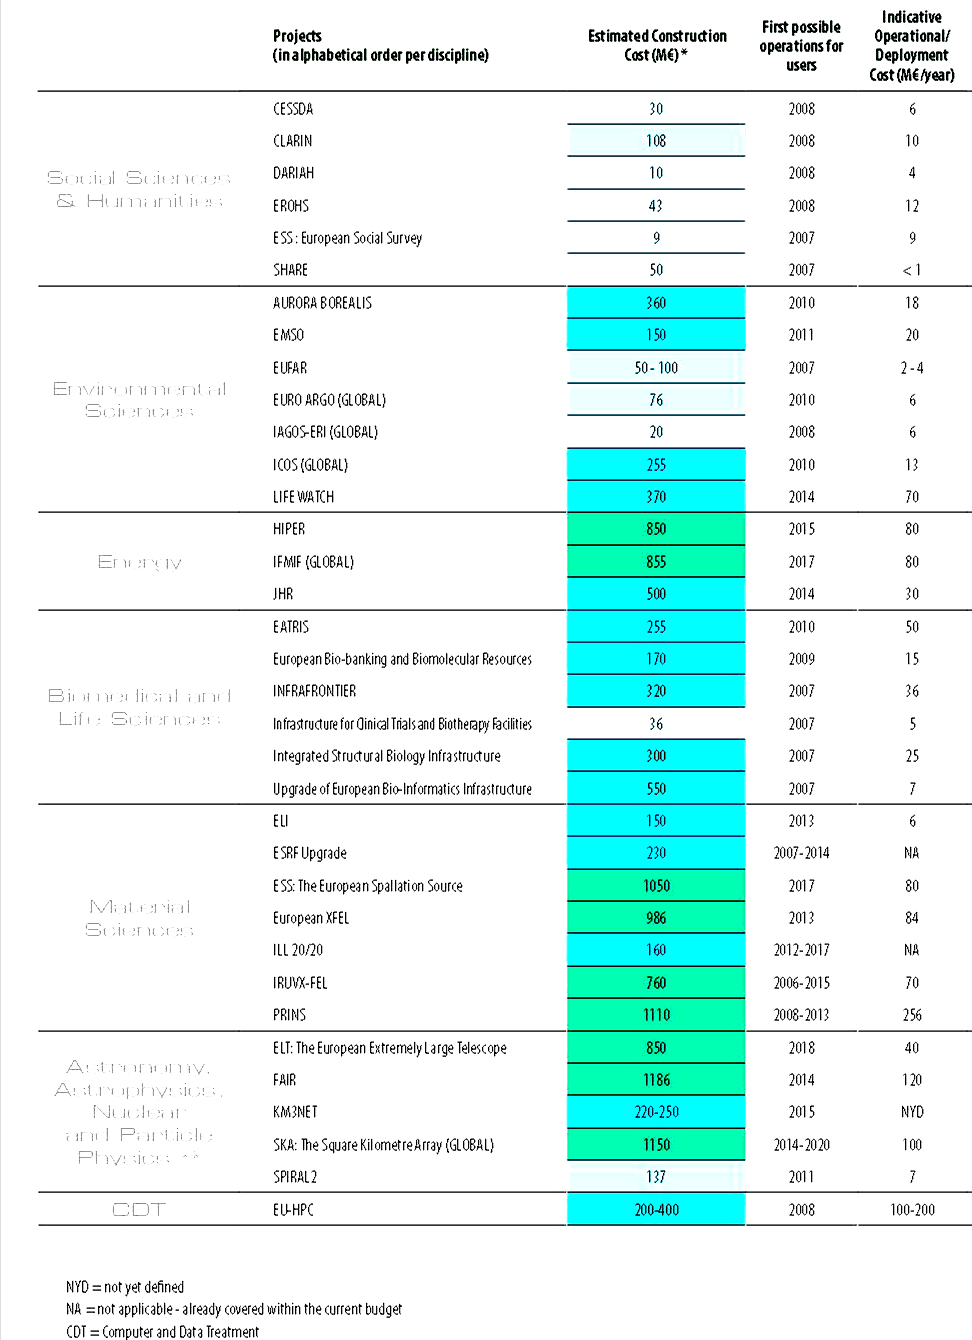 Projects
(in alphabetical order per discipline)
Estimated Construction
Cost (M€) *
First possible
operations for
users
Indicative
Operational/
Deployment
Cost (M€/year)
Social Sciences
& Humanities
CESSDA 30 2008 6
CLARIN 108 2008 10
DARIAH 10 2008 4
EROHS 43 2008 12
ESS : European Social Survey 9 2007 9
SHARE 50 2007 < 1
Environmental
Sciences
AURORA BOREALIS 360 2010 18
EMSO 150 2011 20
EUFAR 50 - 100 2007 2 - 4
EURO ARGO (GLOBAL) 76 2010 6
IAGOS-ERI (GLOBAL) 20 2008 6
ICOS (GLOBAL) 255 2010 13
LIFE WATCH 370 2014 70
Energy
HIPER 850 2015 80
IFMIF (GLOBAL) 855 2017 80
JHR 500 2014 30
Biomedical and
Life Sciences
EATRIS 255 2010 50
European Bio-banking and Biomolecular Resources 170 2009 15
INFRAFRONTIER 320 2007 36
Infrastructure for Clinical Trials and Biotherapy Facilities 36 2007 5
Integrated Structural Biology Infrastructure 300 2007 25
Upgrade of European Bio-Informatics Infrastructure 550 2007 7
Material
Sciences
ELI 150 2013 6
ESRF Upgrade 230 2007-2014 NA
ESS: The European Spallation Source 1050 2017 80
European XFEL 986 2013 84
ILL 20/20 160 2012-2017 NA
IRUVX-FEL 760 2006-2015 70
PRINS 1110 2008-2013 256
Astronomy,
Astrophysics,
Nuclear
and Particle
Physics **
ELT: The European Extremely Large Telescope 850 2018 40
FAIR 1186 2014 120
KM3NET 220-250 2015 NYD
SKA: The Square Kilometre Array (GLOBAL) 1150 2014-2020 100
SPIRAL2 137 2011 7
CDT
EU-HPC 200-400 2008 100-200
NYD = not yet defined
NA = not applicable - already covered within the current budget
CDT = Computer and Data Treatment